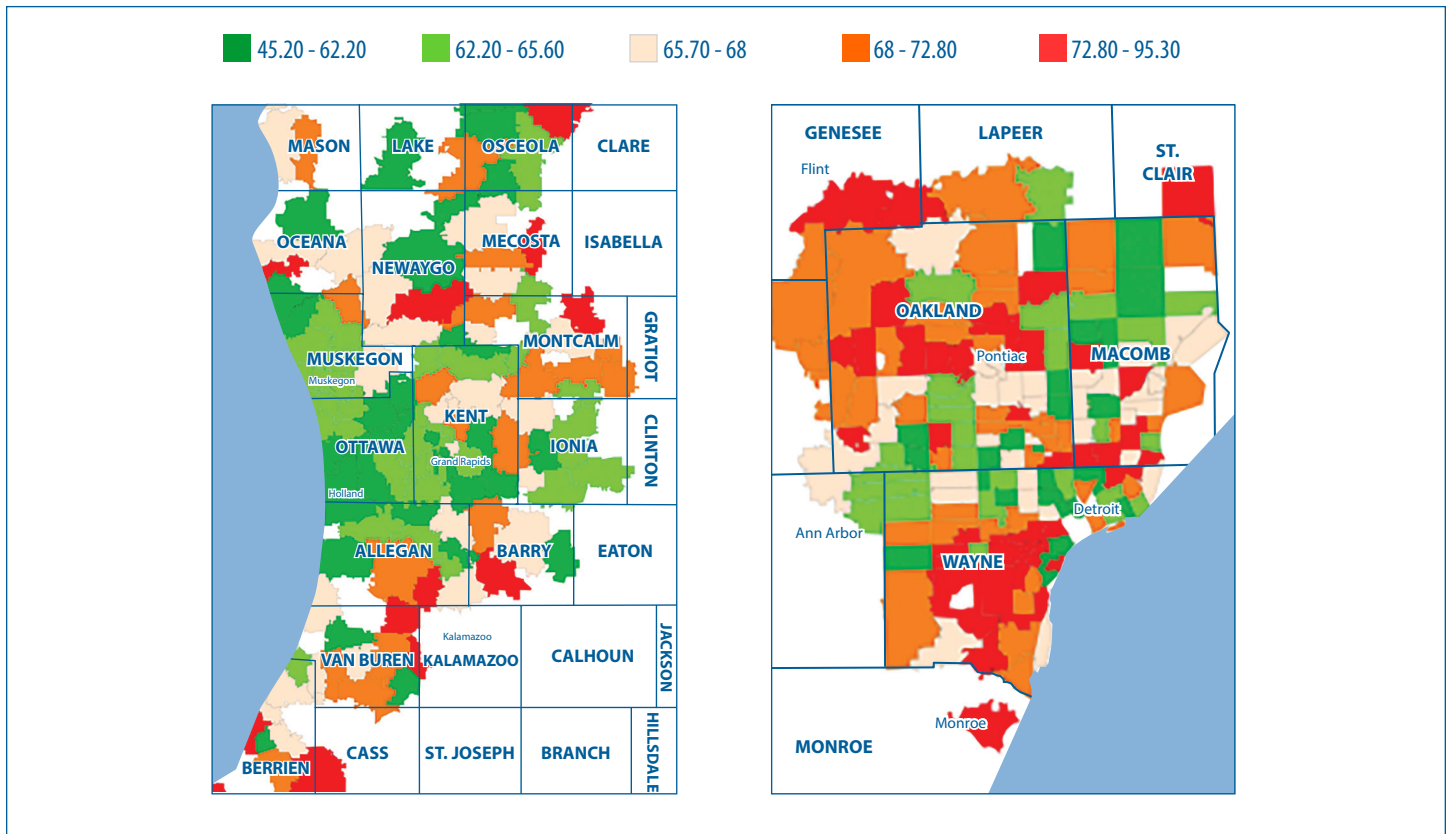 45.20 - 62.20
62.20 - 65.60
65.70 - 68
68 - 72.80
72.80 - 95.30
MASON
LAKE
OSCEOLA
CLARE
OCEANA
NEWAYGO
MECOSTA
ISABELLA
MUSKEGON
Muskegon
MONTCALM
GRATIOT
OTTAWA
Holland
KENT
Grand Rapids
IONIA
CLINTON
ALLEGAN
BARRY
EATON
VAN BUREN
Kalamazoo
KALAMAZOO
CALHOUN
JACKSON
BERRIEN
CASS
ST. JOSEPH
BRANCH
HILLSDALE
GENESEE
Flint
LAPEER
ST.
CLAIR
OAKLAND
Pontiac
MACOMB
Ann Arbor
WAYNE
Detroit
Monroe
MONROE